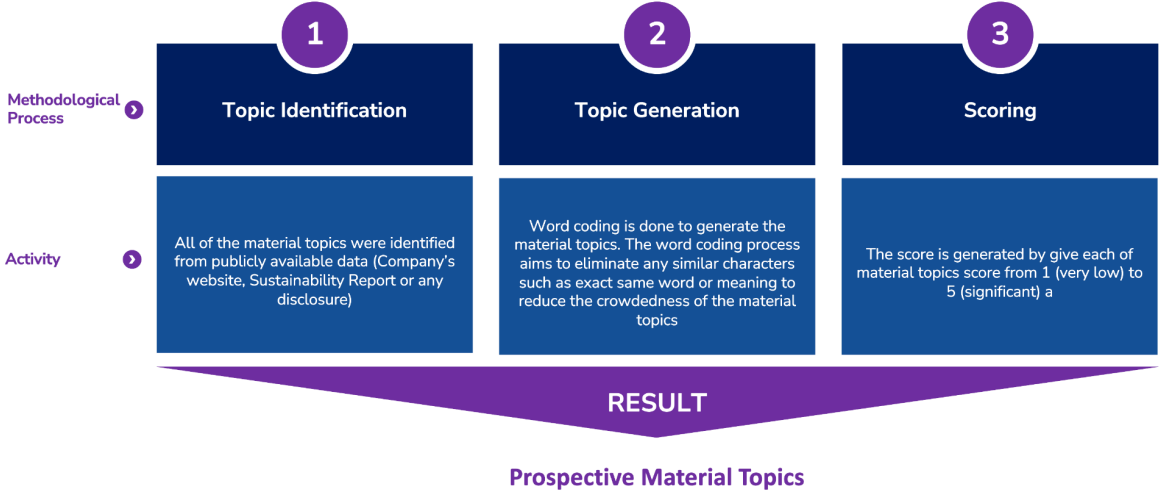 1
2
3
Methodological
Process
Topic Identification
Topic Generation
Scoring
Activity
All of the material topics were identified
from publicly available data (Company's
website, Sustainability Report or any
disclosure)
Word coding is done to generate the
material topics. The word coding process
aims to eliminate any similar characters
such as exact same word or meaning to
reduce the crowdedness of the material
topics
The score is generated by give each of
material topics score from 1 (very low) to
5 (significant) a
RESULT
Prospective Material Topics